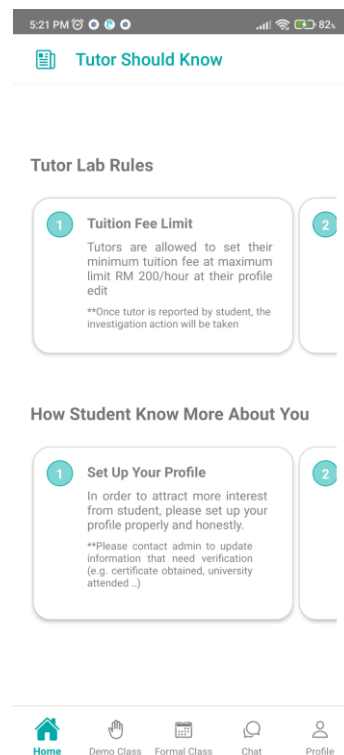 5:21 PM 82%
Tutor Should Know
Tutor Lab Rules
1 Tuition Fee Limit 2
Tutors are allowed to set their
minimum tuition fee at maximum
limit RM 200/hour at their profile
edit
**Once tutor is reported by student, the
investigation action will be taken
How Student Know More About You
1 Set Up Your Profile 2
In order to attract more interest
from student, please set up your
profile properly and honestly.
**Please contact admin to update
information that need verification
(e.g. certificate obtained, university
attended ..)
Home Demo Class Formal Class Chat Profile